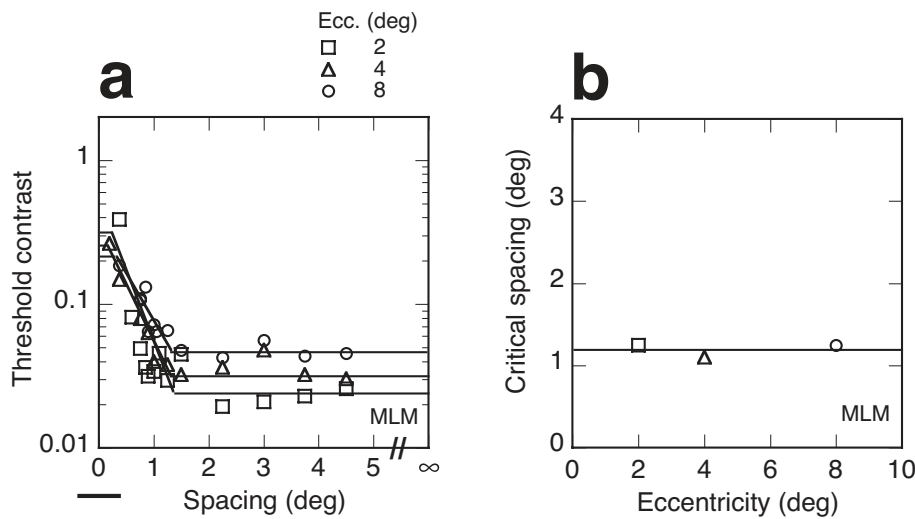 Ecc. (deg)
2
4
8
a
Threshold contrast
1
0.1
0.01
MLM
0 1 2 3 4 5 ∞
Spacing (deg)
b
Critical spacing (deg)
4
3
2
1
0
MLM
0 2 4 6 8 10
Eccentricity (deg)